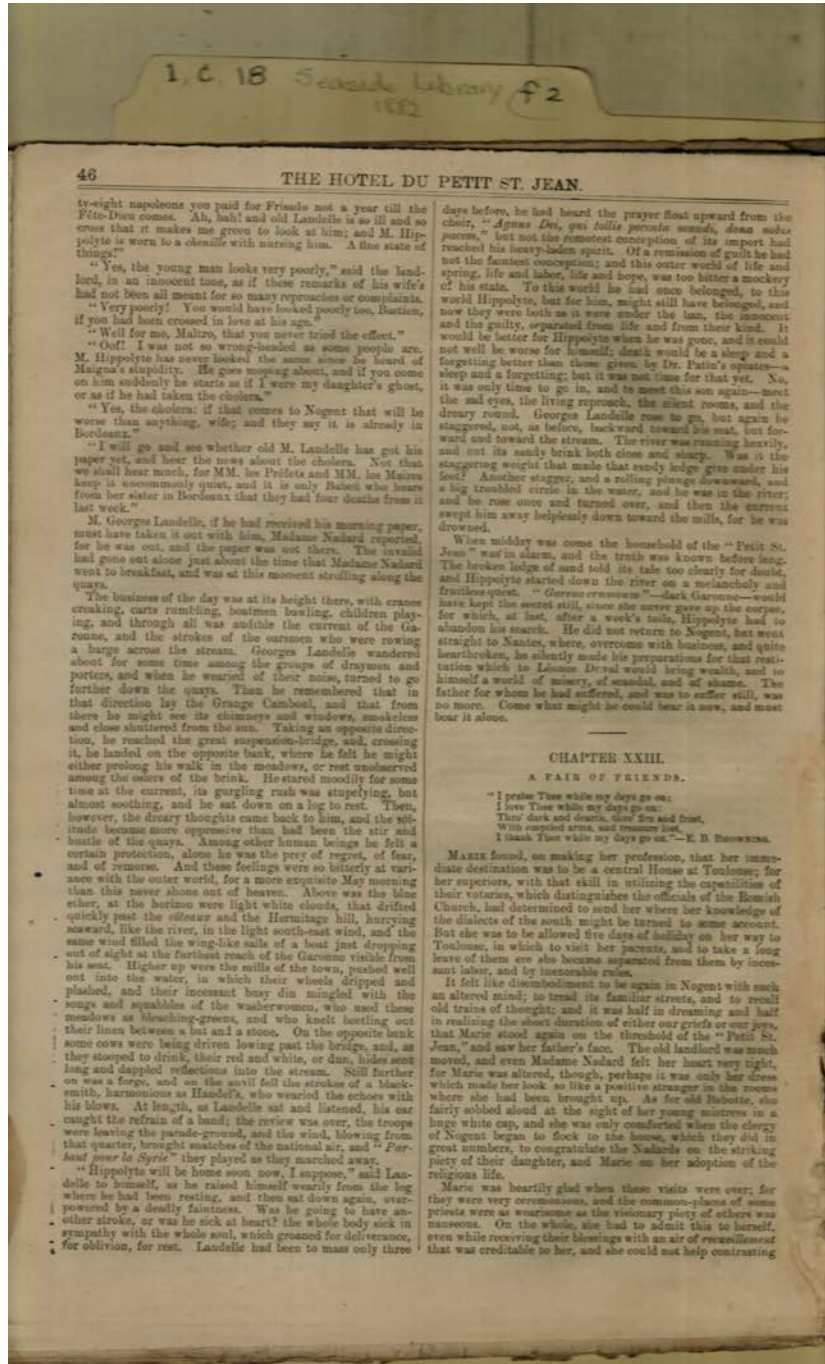 1. C. 18 Seaside Library f 2
1882
46
THE HOTEL DU PETIT ST. JEAN.
ty-eight napoleons you paid for Frisado not a year till the
Fête-Dieu comes. Ah, bah! and old Landelle is so ill and so
cross that it makes me green to look at him; and M. Hip-
polyte is worn to a chenille with nursing him. A fine state of
things!"
"Yes, the young man looks very poorly," said the land-
lord, in an innocent tone, as if these remarks of his wife's
had not been all meant for so many reproaches or complaints.
"Very poorly! You would have looked poorly too, Bastien,
if you had been crossed in love at his age."
"Well for me, Maltro, that you never tried the effect."
"Oof! I was not so wrong-headed as some people are.
M. Hippolyte has never looked the same since he heard of
Maigna's stupidity. He goes moping about, and if you come
on him suddenly he starts as if I were my daughter's ghost,
or as if he had taken the cholera."
"Yes, the cholera: if that comes to Nogent that will be
worse than anything, wife; and they say it is already in
Bordeaux."
"I will go and see whether old M. Landelle has got his
paper yet, and hear the news about the cholera. Not that
we shall hear much, for MM. les Préfets and MM. les Maires
keep it uncommonly quiet, and it is only Babed who hears
from her sister in Bordeaux that they had four deaths from it
last week."
M. Georges Landelle, if he had received his morning paper,
must have taken it out with him, Madame Nadard reported,
for he was out, and the paper was not there. The invalid
had gone out alone just about the time that Madame Nadard
went to breakfast, and was at this moment strolling along the
quays.
The business of the day was at its height there, with cranes
creaking, carts rumbling, boatmen bawling, children play-
ing, and through all was audible the current of the Ga-
ronne, and the strokes of the oarsmen who were rowing
a barge across the stream. Georges Landelle wandered
about for some time among the groups of draymen and
porters, and when he wearied of their noise, turned to go
further down the quays. Then he remembered that in
that direction lay the Grange Cambool, and that from
there he might see its chimneys and windows, smokeless
and close shuttered from the sun. Taking an opposite direc-
tion, he reached the great suspension-bridge, and, crossing
it, he landed on the opposite bank, where he felt he might
either prolong his walk in the meadows, or rest unobserved
among the osiers of the brink. He stared moodily for some
time at the current, its gurgling rush was stupefying, but
almost soothing, and he sat down on a log to rest. Then,
however, the dreary thoughts came back to him, and the sol-
itude became more oppressive than had been the stir and
bustle of the quays. Among other human beings he felt a
certain protection, alone he was the prey of regret, of fear,
and of remorse. And these feelings were so bitterly at vari-
ance with the outer world, for a more exquisite May morning
than this never shone out of heaven. Above was the blue
ether, at the horizon were light white clouds, that drifted
quickly past the côteaux and the Hermitage hill, hurrying
seaward, like the river, in the light south-east wind, and the
same wind filled the wing-like sails of a boat just dropping
out of sight at the furthest reach of the Garonne visible from
his seat. Higher up were the mills of the town, pushed well
out into the water, in which their wheels dripped and
plashed, and their incessant busy din mingled with the
songs and squabbles of the washerwomen, who used these
meadows as bleaching-greens, and who knelt beetling out
their linen between a bat and a stone. On the opposite bank
some cows were being driven lowing past the bridge, and, as
they stooped to drink, their red and white, or dun, hides sent
long and dappled reflections into the stream. Still further
on was a forge, and on the anvil fell the strokes of a black-
smith, harmonious as Handel's, who wearied the echoes with
his blows. At length, as Landelle sat and listened, his ear
caught the refrain of a band; the review was over, the troops
were leaving the parade-ground, and the wind, blowing from
that quarter, brought snatches of the national air, and "Par-
taut pour la Syrie" they played as they marched away.
"Hippolyte will be home soon now, I suppose," said Lan-
delle to himself, as he raised himself wearily from the log
where he had been resting, and then sat down again, over-
powered by a deadly faintness. Was he going to have an-
other stroke, or was he sick at heart? the whole body sick in
sympathy with the whole soul, which groaned for deliverance,
for oblivion, for rest. Landelle had been to mass only three
days before, he had heard the prayer float upward from the
choir, "Agnus Dei, qui tollis peccata mundi, dona nobis
pacem," but not the remotest conception of its import had
reached his heavy-laden spirit. Of a remission of guilt he had
not the faintest conception; and this outer world of life and
spring, life and labor, life and hope, was too bitter a mockery
of his state. To this world he had once belonged, to this
world Hippolyte, but for him, might still have belonged, and
now they were both as it were under the ban, the innocent
and the guilty, separated from life and from their kind. It
would be better for Hippolyte when he was gone, and it could
not well be worse for himself; death would be a sleep and a
forgetting better than those given by Dr. Patin's opiates—a
sleep and a forgetting; but it was not time for that yet. No,
it was only time to go in, and to meet this son again—meet
the sad eyes, the living reproach, the silent rooms, and the
dreary round. Georges Landelle rose to go, but again he
staggered, not, as before, backward toward his seat, but for-
ward and toward the stream. The river was running heavily,
and cut its sandy brink both close and sharp. Was it the
staggering weight that made that sandy ledge give under his
feet? Another stagger, and a rolling plunge downward, and
a big troubled circle in the water, and he was in the river;
and he rose once and turned over, and then the current
swept him away helplessly down toward the mills, for he was
drowned.
When midday was come the household of the "Petit St.
Jean" was in alarm, and the truth was known before long.
The broken ledge of sand told its tale too clearly for doubt,
and Hippolyte started down the river on a melancholy and
fruitless quest. "—dark Garonne—would
have kept the secret still, since she never gave up the corpse,
for which, at last, after a week's toils, Hippolyte had to
abandon his search. He did not return to Nogent, but went
straight to Nantes, where, overcome with business, and quite
heartbroken, he silently made his preparations for that resti-
tution which to Léonce Duval would bring wealth, and to
himself a world of misery, of scandal, and of shame. The
father for whom he had suffered, and was to suffer still, was
no more. Come what might he could bear it now, and must
bear it alone.
CHAPTER XXIII.
A PAIR OF FRIENDS.
"I praise Thee while my days go on;
I love Thee while my days go on;
Thro' dark and dearth, thro' fire and frost,
With emptied arms, and treasure lost,
I thank Thee while my days go on."—E. B. BROWNING.
MARIE found, on making her profession, that her imme-
diate destination was to be a central House at Toulouse; for
her superiors, with that skill in utilizing the capabilities of
their votaries, which distinguishes the officials of the Romish
Church, had determined to send her where her knowledge of
the dialects of the south might be turned to some account.
But she was to be allowed five days of holiday on her way to
Toulouse, in which to visit her parents, and to take a long
leave of them ere she became separated from them by inces-
sant labor, and by inexorable rules.
It felt like disembodiment to be again in Nogent with such
an altered mind; to tread its familiar streets, and to recall
old trains of thought; and it was half in dreaming and half
in realizing the short duration of either our griefs or our joys,
that Marie stood again on the threshold of the "Petit St.
Jean," and saw her father's face. The old landlord was much
moved, and even Madame Nadard felt her heart very tight,
for Marie was altered, though, perhaps it was only her dress
which made her look so like a positive stranger in the rooms
where she had been brought up. As for old Babotte, she
fairly sobbed aloud at the sight of her young mistress in a
huge white cap, and she was only comforted when the clergy
of Nogent began to flock to the house, which they did in
great numbers, to congratulate the Nadards on the striking
piety of their daughter, and Marie on her adoption of the
religious life.
Marie was heartily glad when these visits were over; for
they were very ceremonious, and the common-places of some
priests were as wearisome as the visionary piety of others was
nauseous. On the whole, she had to admit this to herself,
even while receiving their blessings with an air of recueillement
that was creditable to her, and she could not help contrasting